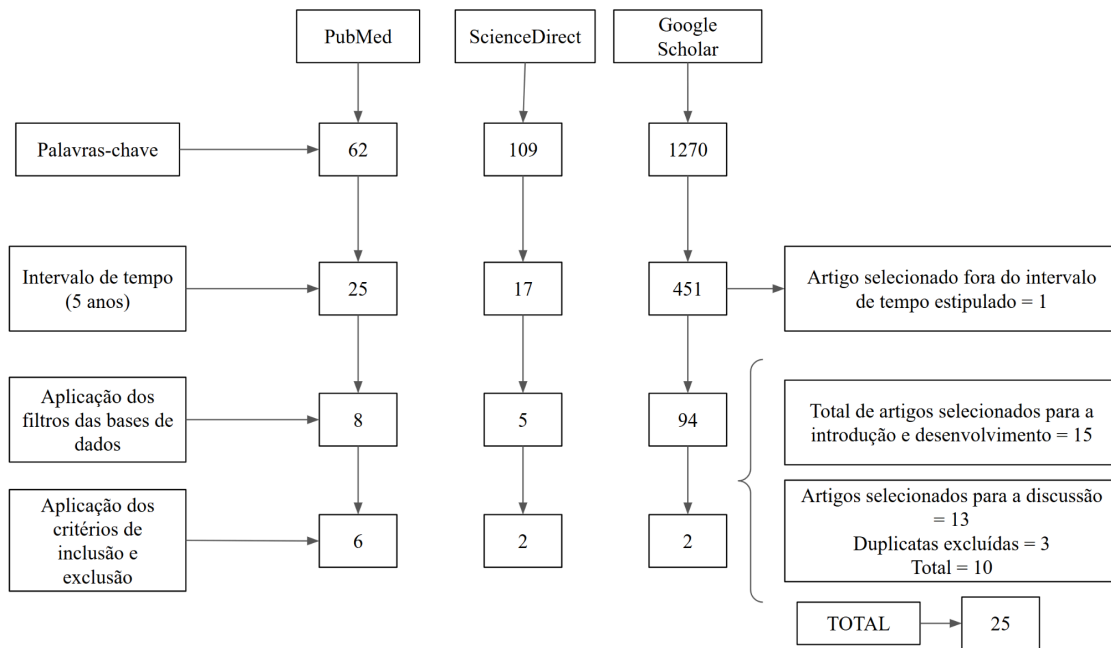 PubMed
ScienceDirect
Google
Scholar
Palavras-chave
62
109
1270
Intervalo de tempo
(5 anos)
25
17
451
Artigo selecionado fora do intervalo
de tempo estipulado = 1
Aplicação dos
filtros das bases de
dados
8
5
94
Total de artigos selecionados para a
introdução e desenvolvimento = 15
Aplicação dos
critérios de
inclusão e
exclusão
6
2
2
Artigos selecionados para a discussão
= 13
Duplicatas excluídas = 3
Total = 10
TOTAL
25